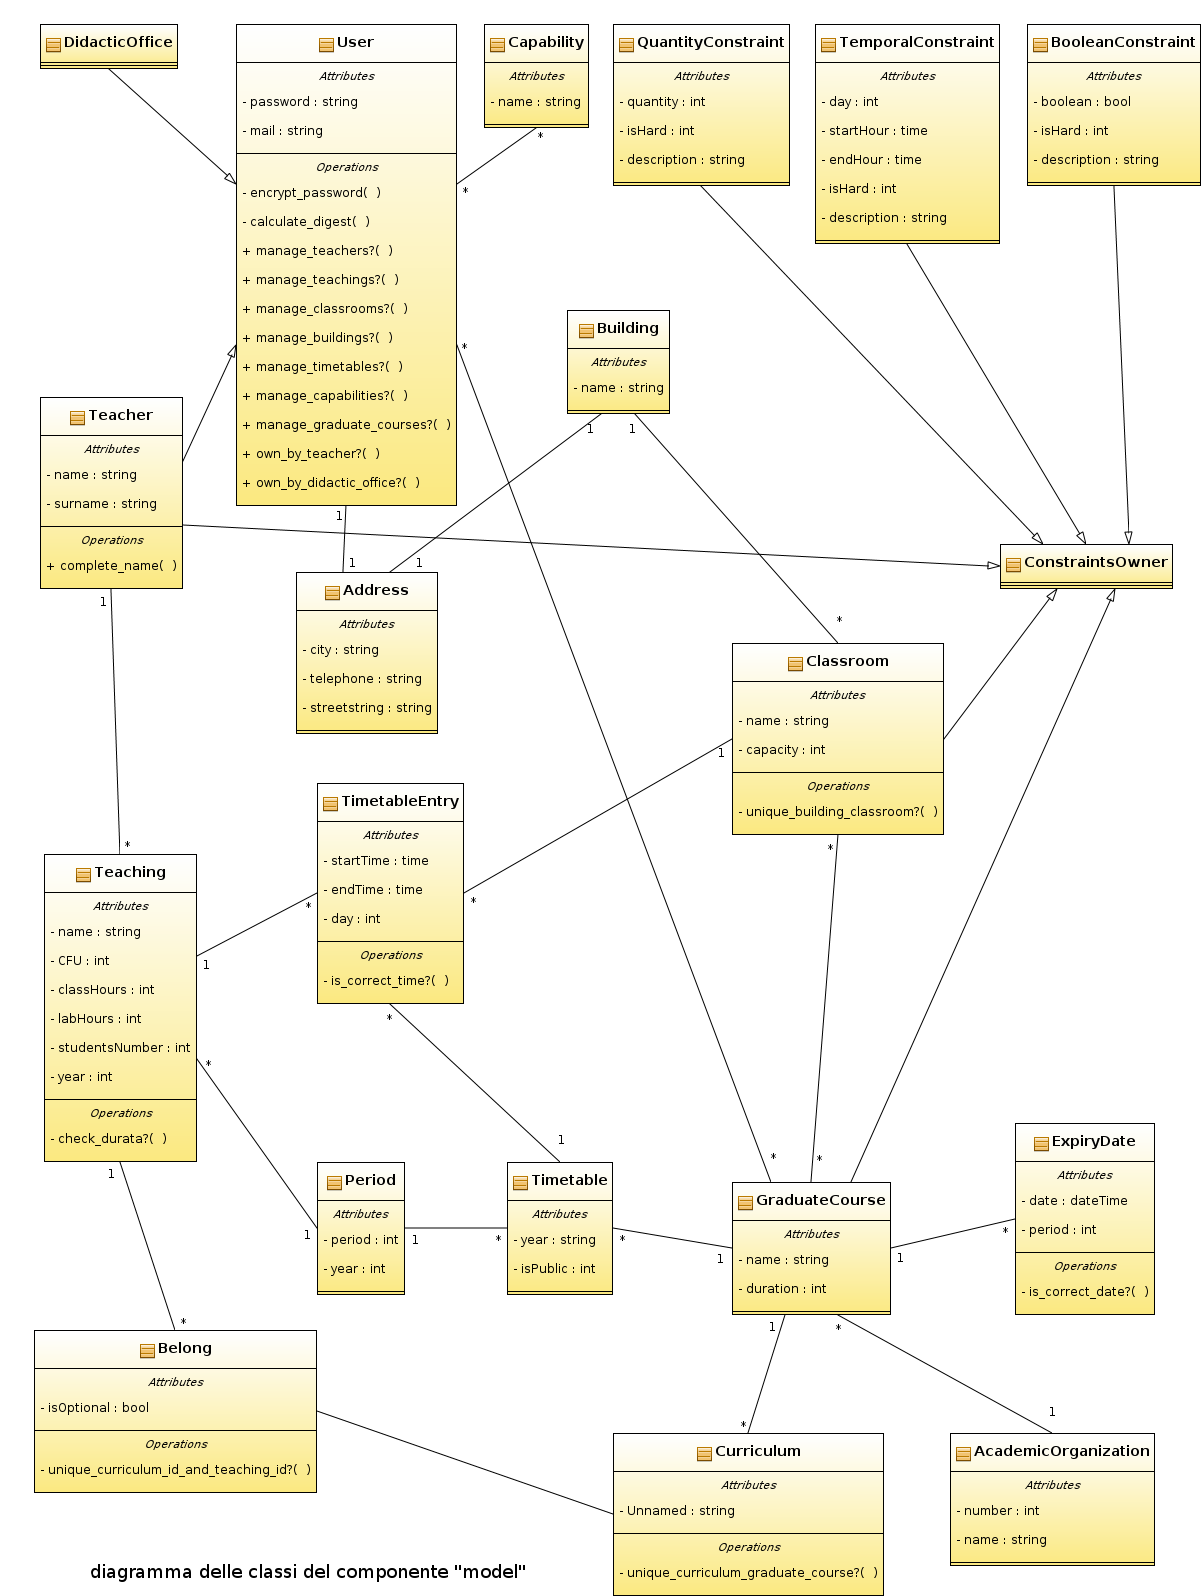 DidacticOffice
User
Attributes
- password : string
- mail : string
Operations
- encrypt_password(  )
- calculate_digest(  )
+ manage_teachers?(  )
+ manage_teachings?(  )
+ manage_classrooms?(  )
+ manage_buildings?(  )
+ manage_timetables?(  )
+ manage_capabilities?(  )
+ manage_graduate_courses?(  )
+ own_by_teacher?(  )
+ own_by_didactic_office?(  )
Capability
Attributes
- name : string
*
*
QuantityConstraint
Attributes
- quantity : int
- isHard : int
- description : string
TemporalConstraint
Attributes
- day : int
- startHour : time
- endHour : time
- isHard : int
- description : string
BooleanConstraint
Attributes
- boolean : bool
- isHard : int
- description : string
Building
Attributes
- name : string
*
1
1
Teacher
Attributes
- name : string
- surname : string
Operations
+ complete_name(  )
1
1
1
1
ConstraintsOwner
Address
Attributes
- city : string
- telephone : string
- streetstring : string
*
Classroom
Attributes
- name : string
- capacity : int
Operations
- unique_building_classroom?(  )
1
*
TimetableEntry
Attributes
- startTime : time
- endTime : time
- day : int
Operations
- is_correct_time?(  )
*
*
*
*
Teaching
Attributes
- name : string
- CFU : int
- classHours : int
- labHours : int
- studentsNumber : int
- year : int
Operations
- check_durata?(  )
1
*
1
1
*
*
Period
Attributes
- period : int
- year : int
1
1
*
Timetable
Attributes
- year : string
- isPublic : int
*
1
GraduateCourse
Attributes
- name : string
- duration : int
1
*
ExpiryDate
Attributes
- date : dateTime
- period : int
Operations
- is_correct_date?(  )
*
1
*
Belong
Attributes
- isOptional : bool
Operations
- unique_curriculum_id_and_teaching_id?(  )
*
1
Curriculum
Attributes
- Unnamed : string
Operations
- unique_curriculum_graduate_course?(  )
AcademicOrganization
Attributes
- number : int
- name : string
diagramma delle classi del componente "model"